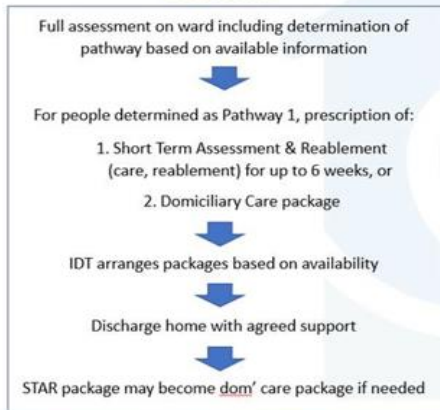 Full assessment on ward including determination of
pathway based on available information
For people determined as Pathway 1, prescription of:
1. Short Term Assessment & Reablement
(care, reablement) for up to 6 weeks, or
2. Domiciliary Care package
IDT arranges packages based on availability
Discharge home with agreed support
STAR package may become dom' care package if needed